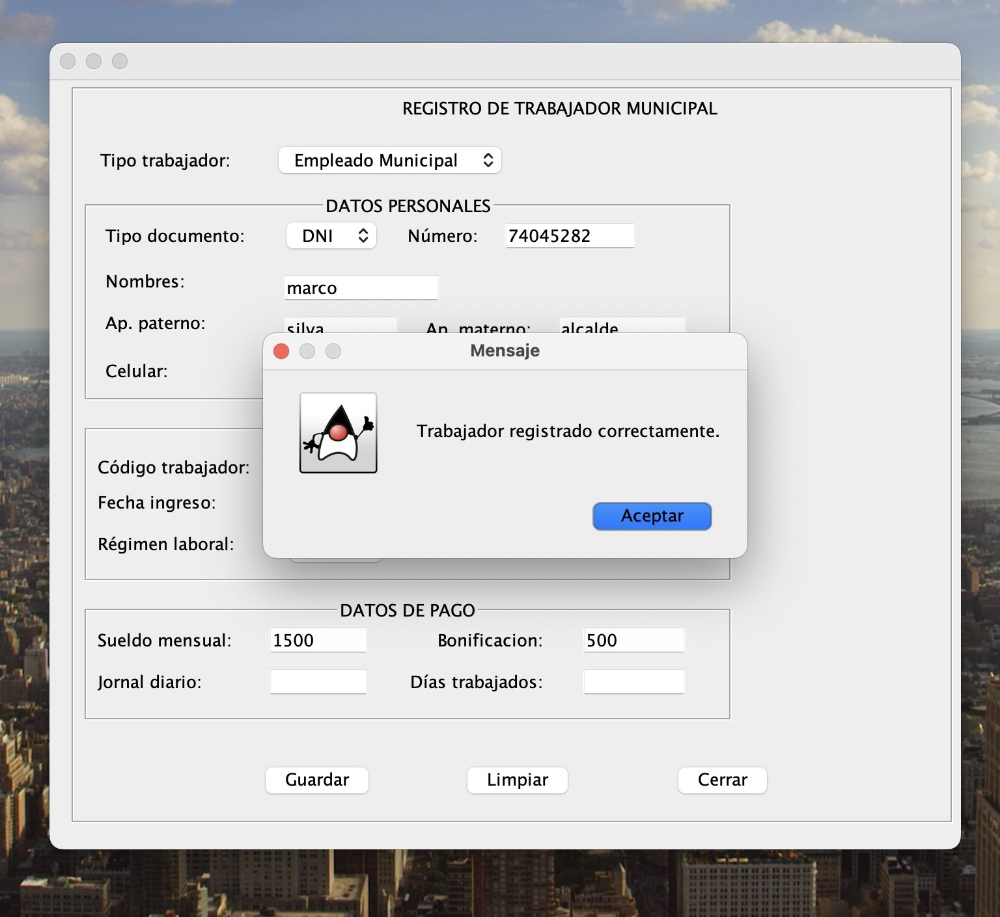 REGISTRO DE TRABAJADOR MUNICIPAL
Tipo trabajador: Empleado Municipal
DATOS PERSONALES
Tipo documento: DNI Número: 74045282
Nombres: marco
Ap. paterno: silva Ap. materno: alcalde
Mensaje
Celular:
Trabajador registrado correctamente.
Código trabajador:
Fecha ingreso:
Aceptar
Régimen laboral:
DATOS DE PAGO
Sueldo mensual: 1500 Bonificacion: 500
Jornal diario: Días trabajados:
Guardar Limpiar Cerrar